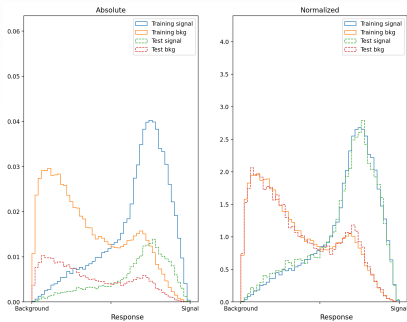 Absolute
0.06
0.05
0.04
0.03
0.02
0.01
0.00
Training signal
Training bkg
Test signal
Test bkg
Background
Signal
Response
Normalized
4.0
3.5
3.0
2.5
2.0
1.5
1.0
0.5
0.0
Training signal
Training bkg
Test signal
Test bkg
Background
Signal
Response